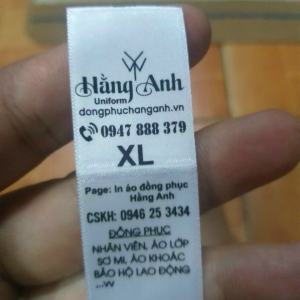 Hằng Anh
Uniform
dongphuchanganh.vn
0947 888 379
XL
Page: In áo đồng phục
Hằng Anh
CSKH: 0946 25 3434
ĐỒNG PHỤC
NHÂN VIÊN, ÁO LỚP
SƠ MI, ÁO KHOÁC
BẢO HỘ LAO ĐỘNG
...VV